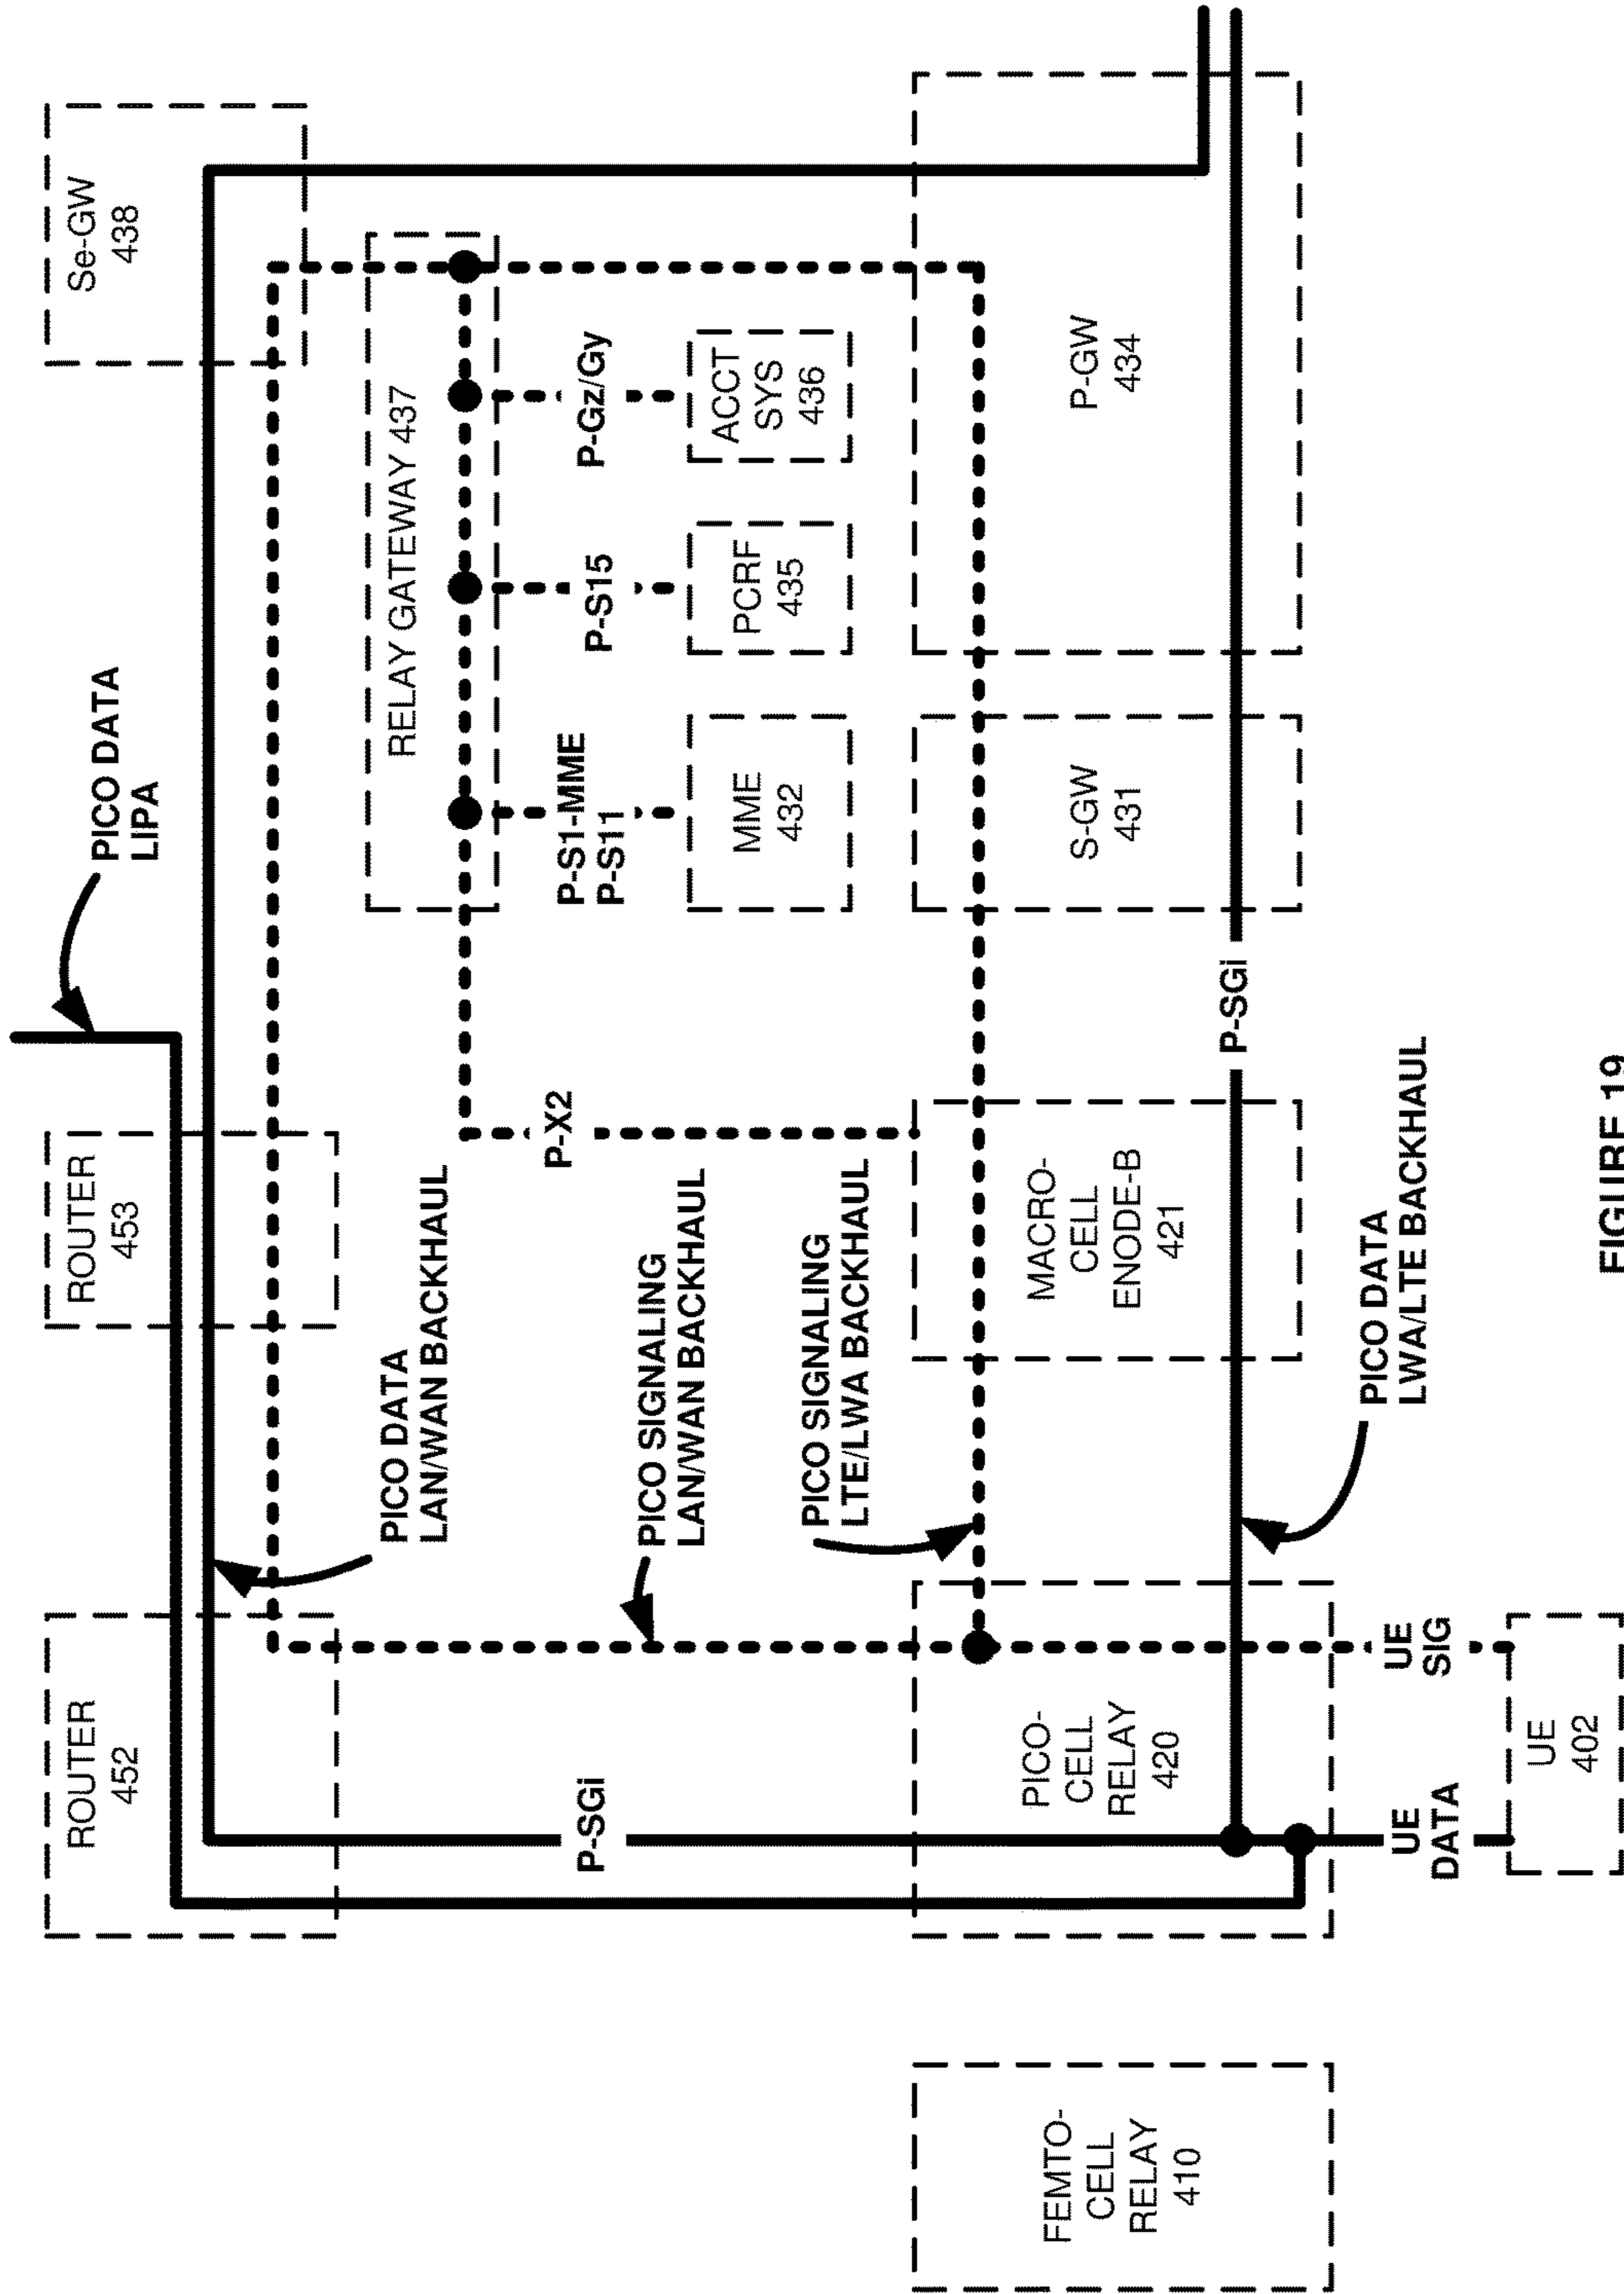 ROUTER
452
ROUTER
453
PICO DATA
LIPA
Se-GW
438
PICO DATA
LAN/WAN BACKHAUL
RELAY GATEWAY 437
P-SGi
P-X2
P-S1-MME
P-S11
P-S15
P-Gz/Gy
PICO SIGNALING
LAN/WAN BACKHAUL
MME
432
PCRF
435
ACCT
SYS
436
PICO SIGNALING
LTE/LWA BACKHAUL
FEMTO-
CELL
RELAY
410
PICO-
CELL
RELAY
420
MACRO-
CELL
ENODE-B
421
S-GW
431
P-GW
434
P-SGi
PICO DATA
LWA/LTE BACKHAUL
UE
DATA
UE
SIG
UE
402
FIGURE 19